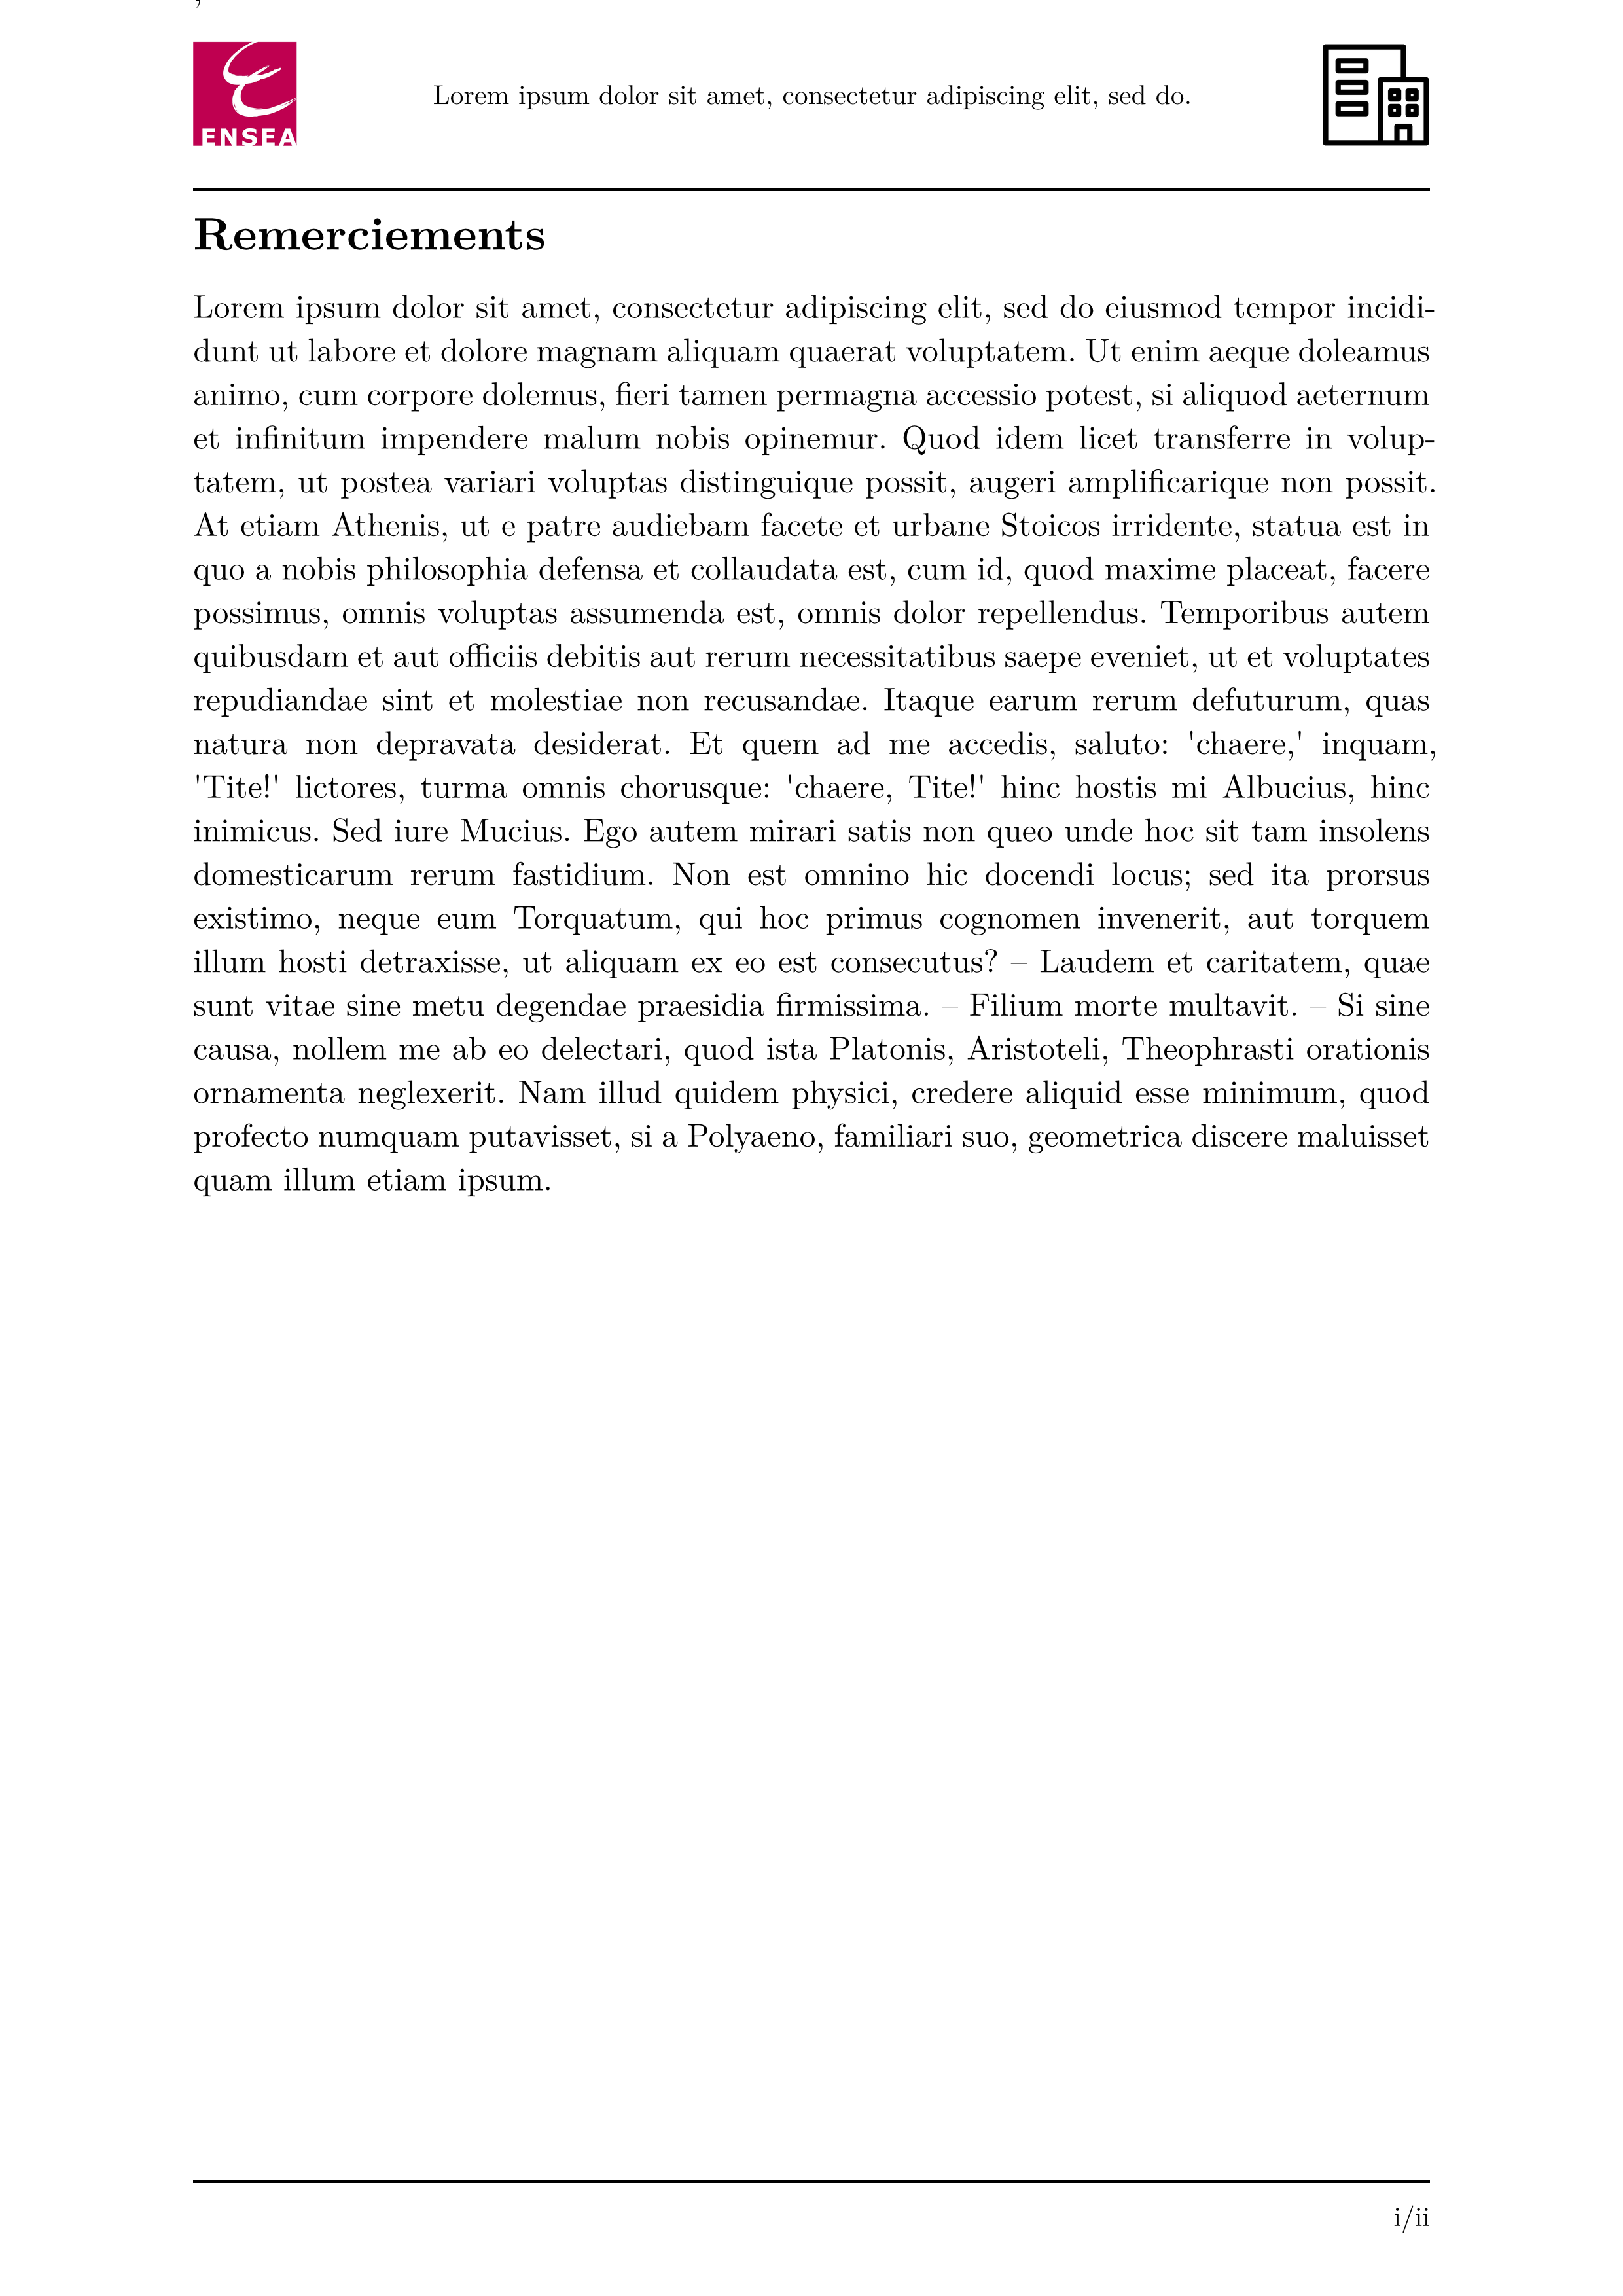 ,
ENSEA
Lorem ipsum dolor sit amet, consectetur adipiscing elit, sed do.
Remerciements
Lorem ipsum dolor sit amet, consectetur adipiscing elit, sed do eiusmod tempor incidi-
dunt ut labore et dolore magnam aliquam quaerat voluptatem. Ut enim aeque doleamus
animo, cum corpore dolemus, fieri tamen permagna accessio potest, si aliquod aeternum
et infinitum impendere malum nobis opinemur. Quod idem licet transferre in volup-
tatem, ut postea variari voluptas distinguique possit, augeri amplificarique non possit.
At etiam Athenis, ut e patre audiebam facete et urbane Stoicos irridente, statua est in
quo a nobis philosophia defensa et collaudata est, cum id, quod maxime placeat, facere
possimus, omnis voluptas assumenda est, omnis dolor repellendus. Temporibus autem
quibusdam et aut officiis debitis aut rerum necessitatibus saepe eveniet, ut et voluptates
repudiandae sint et molestiae non recusandae. Itaque earum rerum defuturum, quas
natura non depravata desiderat. Et quem ad me accedis, saluto: 'chaere,' inquam,
'Tite!' lictores, turma omnis chorusque: 'chaere, Tite!' hinc hostis mi Albucius, hinc
inimicus. Sed iure Mucius. Ego autem mirari satis non queo unde hoc sit tam insolens
domesticarum rerum fastidium. Non est omnino hic docendi locus; sed ita prorsus
existimo, neque eum Torquatum, qui hoc primus cognomen invenerit, aut torquem
illum hosti detraxisse, ut aliquam ex eo est consecutus? – Laudem et caritatem, quae
sunt vitae sine metu degendae praesidia firmissima. – Filium morte multavit. – Si sine
causa, nollem me ab eo delectari, quod ista Platonis, Aristoteli, Theophrasti orationis
ornamenta neglexerit. Nam illud quidem physici, credere aliquid esse minimum, quod
profecto numquam putavisset, si a Polyaeno, familiari suo, geometrica discere maluisset
quam illum etiam ipsum.
i/ii